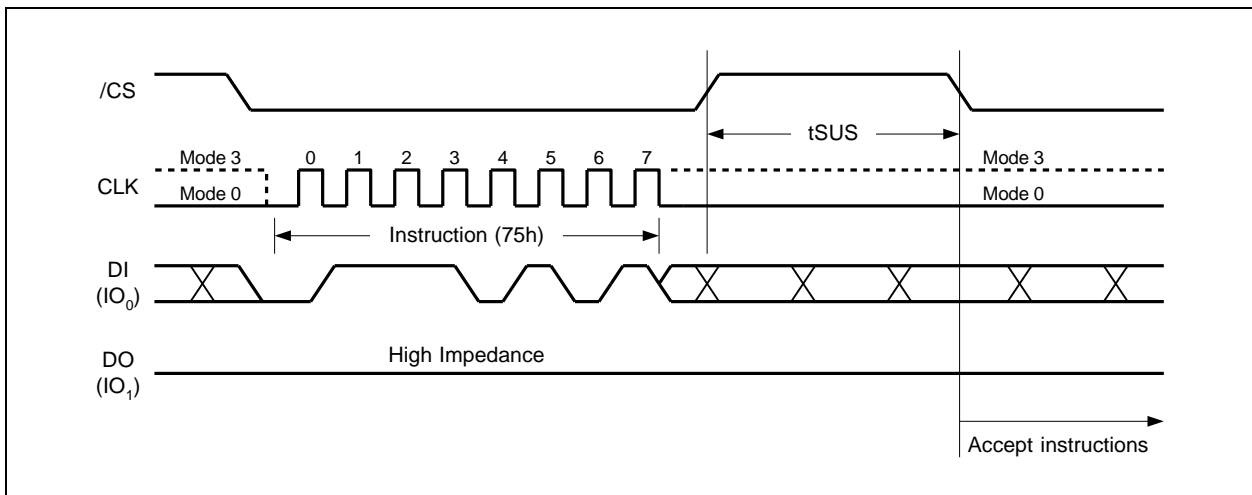 /CS
tSUS
Mode 3
0 1 2 3 4 5 6 7
Mode 3
CLK
Mode 0
Mode 0
Instruction (75h)
DI
(IO0)
High Impedance
DO
(IO1)
Accept instructions